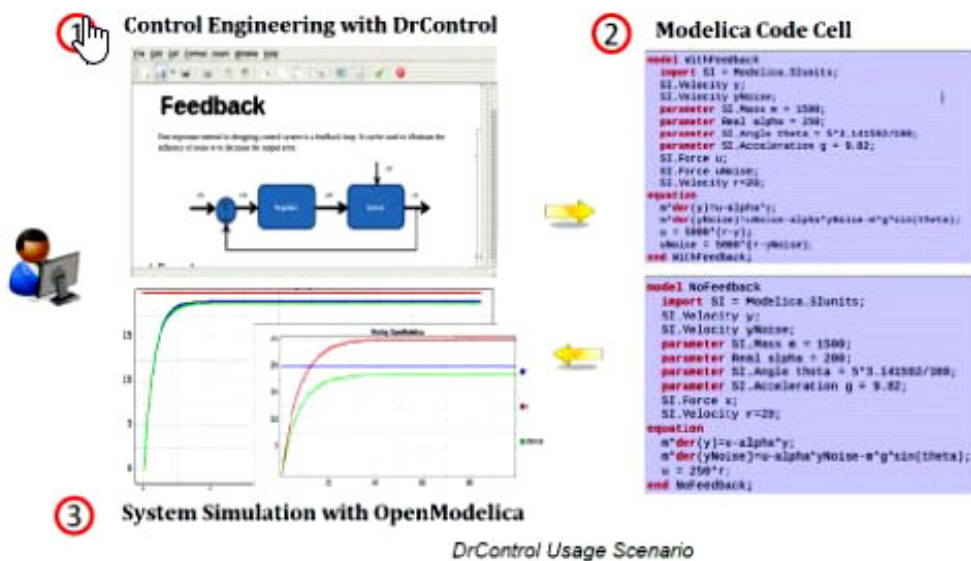 1 Control Engineering with DrControl
2 Modelica Code Cell
Feedback
model WithFeedback
import SI = Modelica.SIunits;
SI.Velocity y;
SI.Velocity yNoise;
parameter SI.Mass m = 1500;
parameter Real alpha = 250;
parameter SI.Angle theta = 5*3.141592/180;
parameter SI.Acceleration g = 9.82;
SI.Force u;
SI.Force uNoise;
SI.Velocity r=20;
equation
m*der(y)=u-alpha*y;
m*der(yNoise)=uNoise-alpha*yNoise-m*g*sin(theta);
u = 5000*(r-y);
uNoise = 5000*(r-yNoise);
end WithFeedback;
model NoFeedback
import SI = Modelica.SIunits;
SI.Velocity y;
SI.Velocity yNoise;
parameter SI.Mass m = 1500;
parameter Real alpha = 200;
parameter SI.Angle theta = 5*3.141592/180;
parameter SI.Acceleration g = 9.82;
SI.Force u;
SI.Velocity r=20;
equation
m*der(y)=u-alpha*y;
m*der(yNoise)=u-alpha*yNoise-m*g*sin(theta);
u = 250*r;
end NoFeedback;
15
10
5
0
20
40
60
80
3 System Simulation with OpenModelica
DrControl Usage Scenario